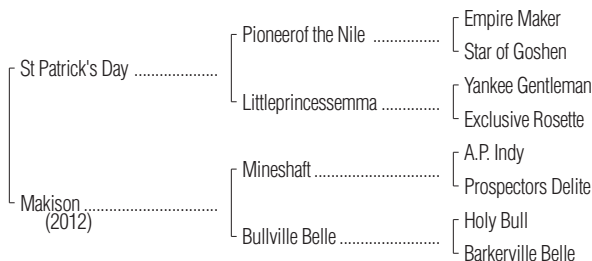 Empire Maker
Pioneerof the Nile ................
Star of Goshen
St Patrick's Day ....................
Yankee Gentleman
Littleprincessemma ..............
Exclusive Rosette
A.P. Indy
Mineshaft .............................
Prospectors Delite
Makison ................................
(2012)
Holy Bull
Bullville Belle .......................
Barkerville Belle